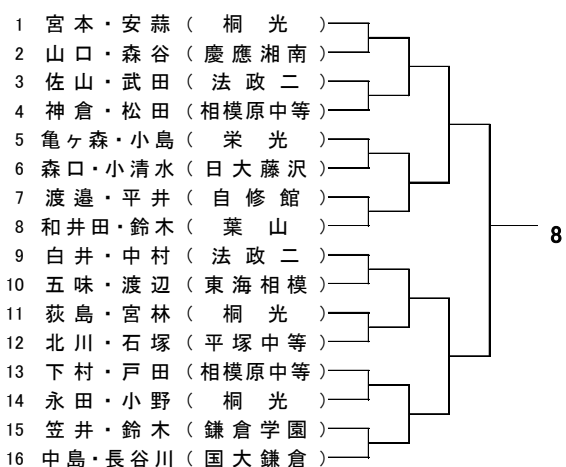 1 宮本・安蒜（桐光）
2 山口・森谷（慶應湘南）
3 佐山・武田（法政二）
4 神倉・松田（相模原中等）
5 亀ヶ森・小島（栄光）
6 森口・小清水（日大藤沢）
7 渡邉・平井（自修館）
8 和井田・鈴木（葉山）
8
9 白井・中村（法政二）
10 五味・渡辺（東海相模）
11 荻島・宮林（桐光）
12 北川・石塚（平塚中等）
13 下村・戸田（相模原中等）
14 永田・小野（桐光）
15 笠井・鈴木（鎌倉学園）
16 中島・長谷川（国大鎌倉）